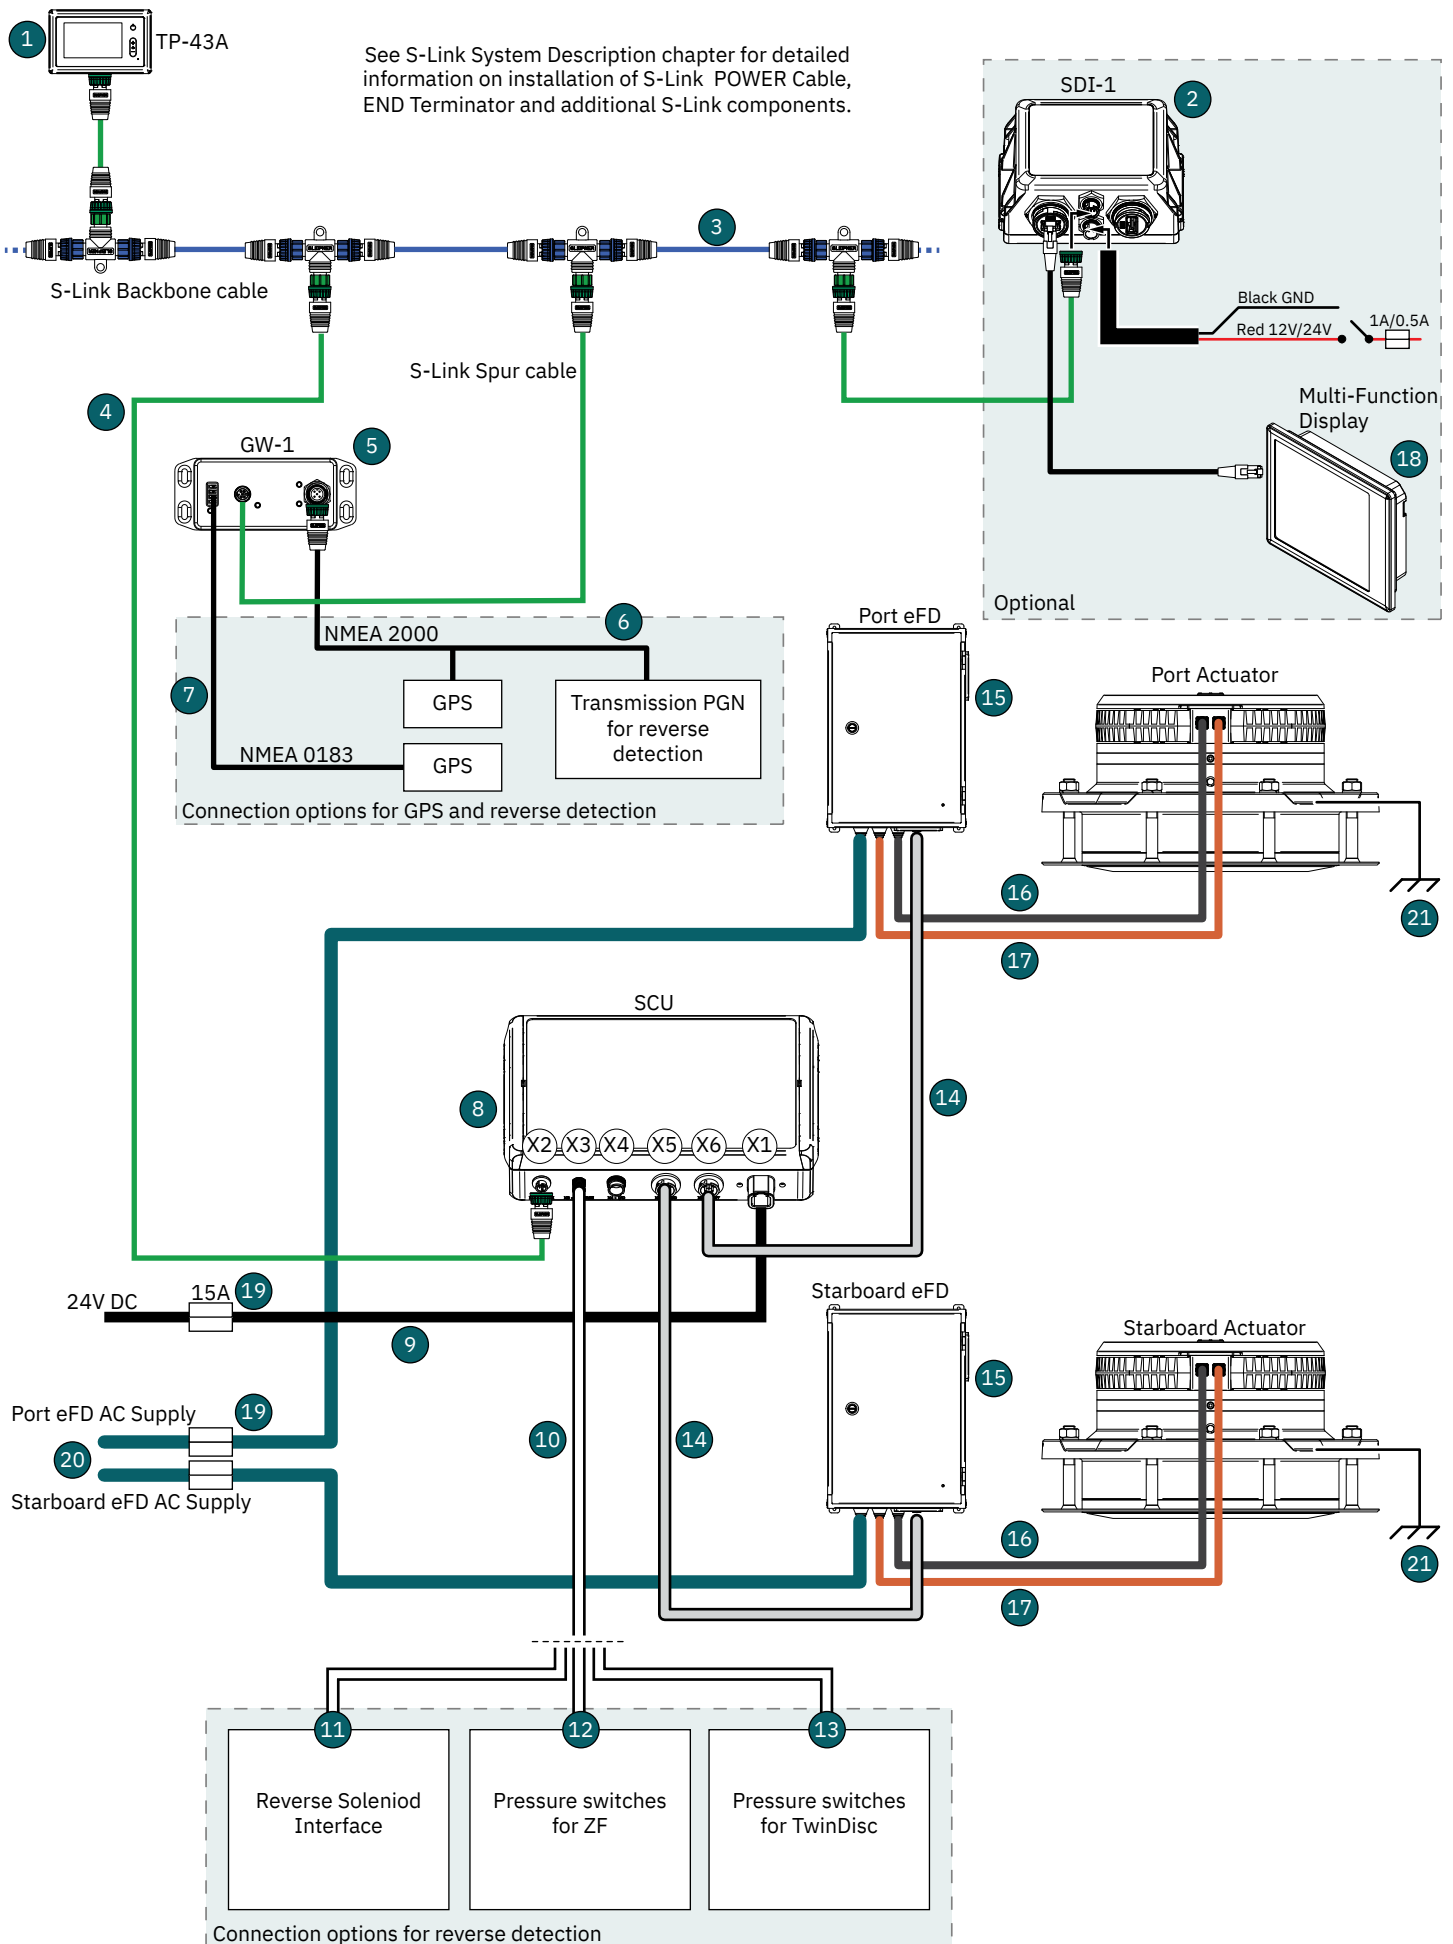 1
TP-43A
See S-Link System Description chapter for detailed
information on installation of S-Link POWER Cable,
END Terminator and additional S-Link components.
SDI-1
2
3
S-Link Backbone cable
Black GND
Red 12V/24V
1A/0.5A
S-Link Spur cable
4
GW-1
5
Multi-Function
Display
18
Optional
6
NMEA 2000
7
GPS
Transmission PGN
for reverse
detection
NMEA 0183
GPS
Connection options for GPS and reverse detection
Port eFD
15
Port Actuator
16
17
21
SCU
8
14
X2
X3
X4
X5
X6
X1
24V DC
15A
19
9
Starboard eFD
15
Starboard Actuator
Port eFD AC Supply
19
20
Starboard eFD AC Supply
10
14
16
17
21
11
12
13
Reverse Soleniod
Interface
Pressure switches
for ZF
Pressure switches
for TwinDisc
Connection options for reverse detection